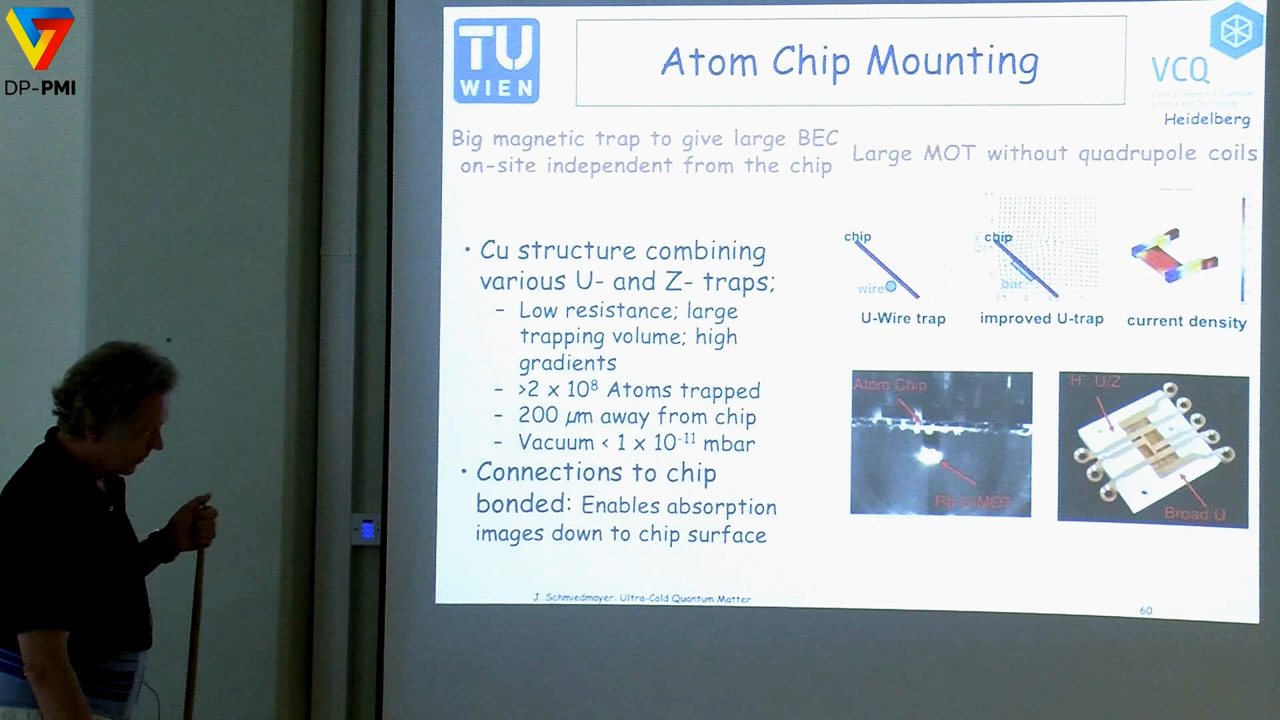 DP-PMI
TU
WIEN
Atom Chip Mounting
VCQ
Heidelberg
Big magnetic trap to give large BEC
on-site independent from the chip
Large MOT without quadrupole coils
• Cu structure combining
various U- and Z- traps;
– Low resistance; large
trapping volume; high
gradients
– >2 x 10⁸ Atoms trapped
– 200 µm away from chip
– Vacuum < 1 x 10⁻¹¹ mbar
• Connections to chip
bonded: Enables absorption
images down to chip surface
chip
wire
U-Wire trap
chip
bar
improved U-trap
current density
Atom Chip
U-MOT
"H" U/Z
Broad U
J. Schmiedmayer: Ultra-Cold Quantum Matter
60